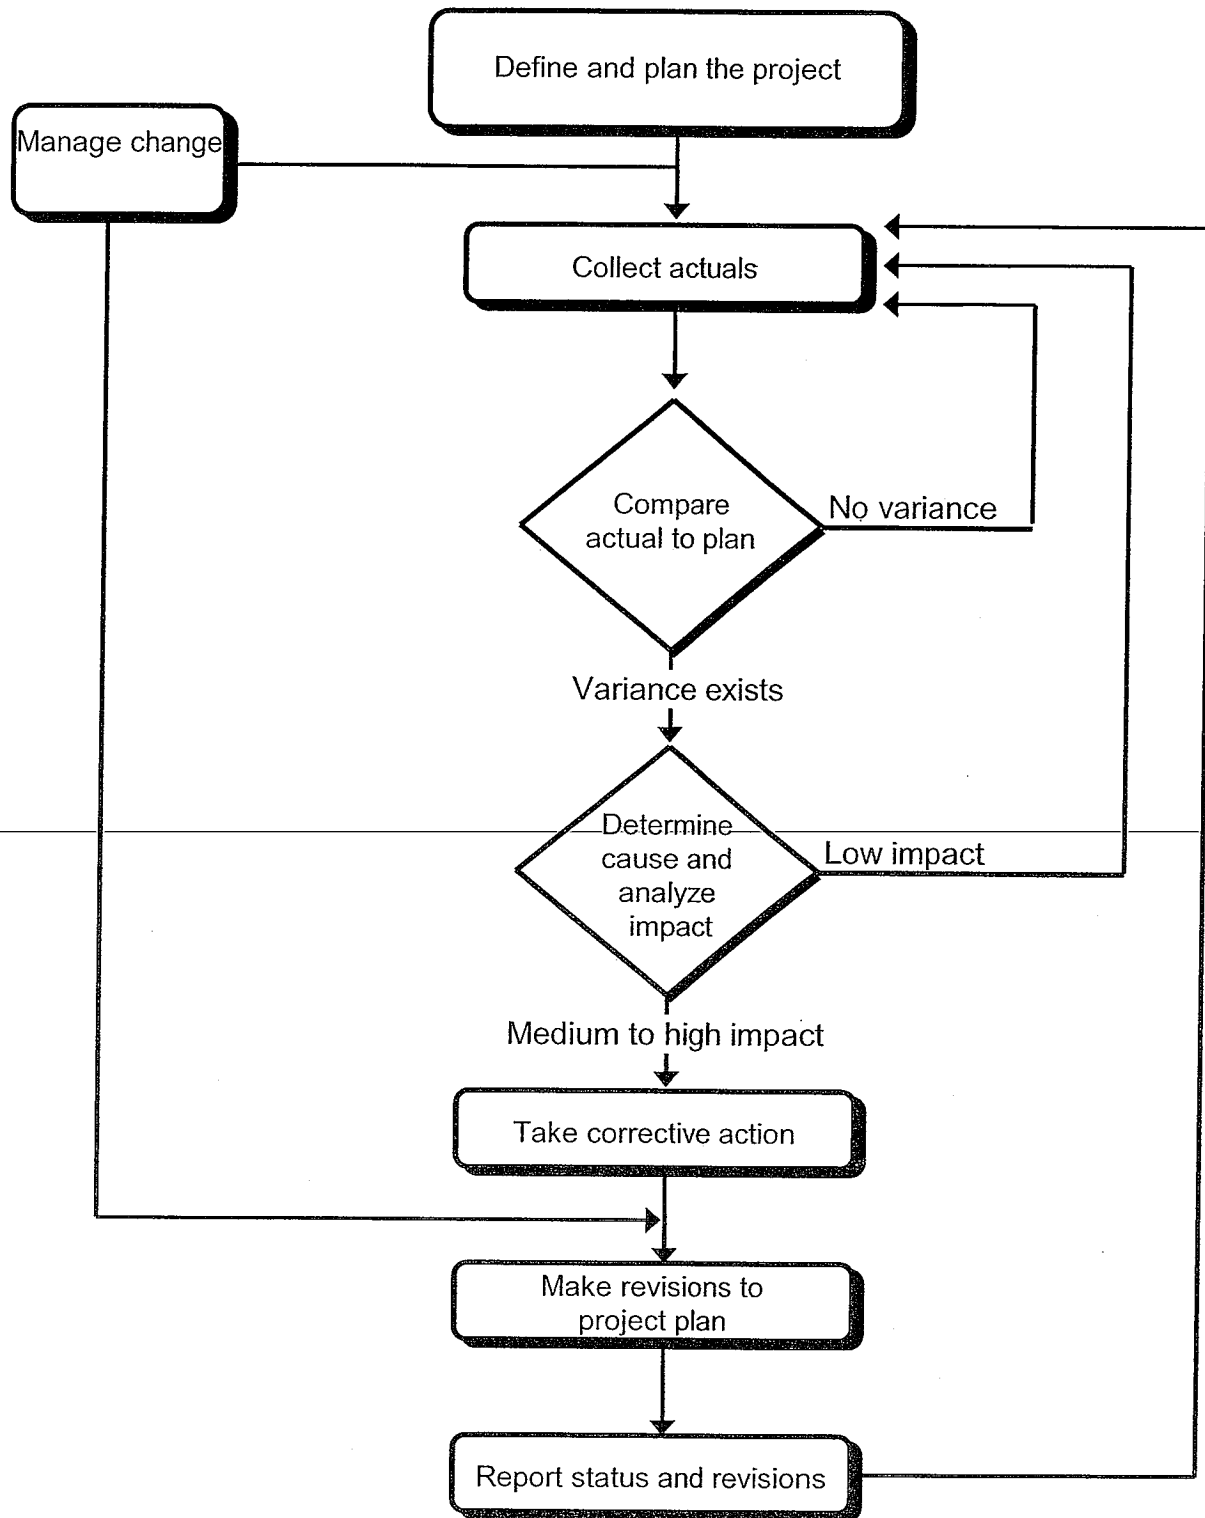 Define and plan the project
Manage change
Collect actuals
Compare
actual to plan
No variance
Variance exists
Determine
cause and
analyze
impact
Low impact
Medium to high impact
Take corrective action
Make revisions to
project plan
Report status and revisions